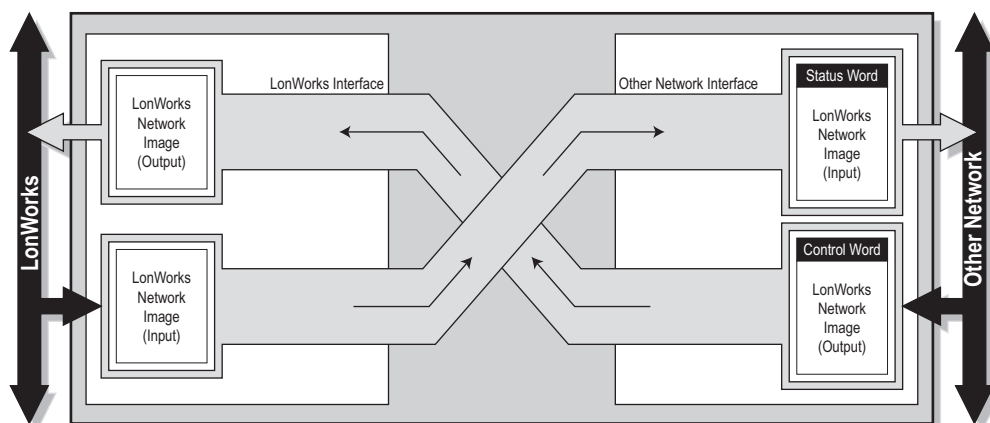 LonWorks
LonWorks Interface
LonWorks
Network
Image
(Output)
LonWorks
Network
Image
(Input)
Other Network Interface
Status Word
LonWorks
Network
Image
(Input)
Control Word
LonWorks
Network
Image
(Output)
Other Network